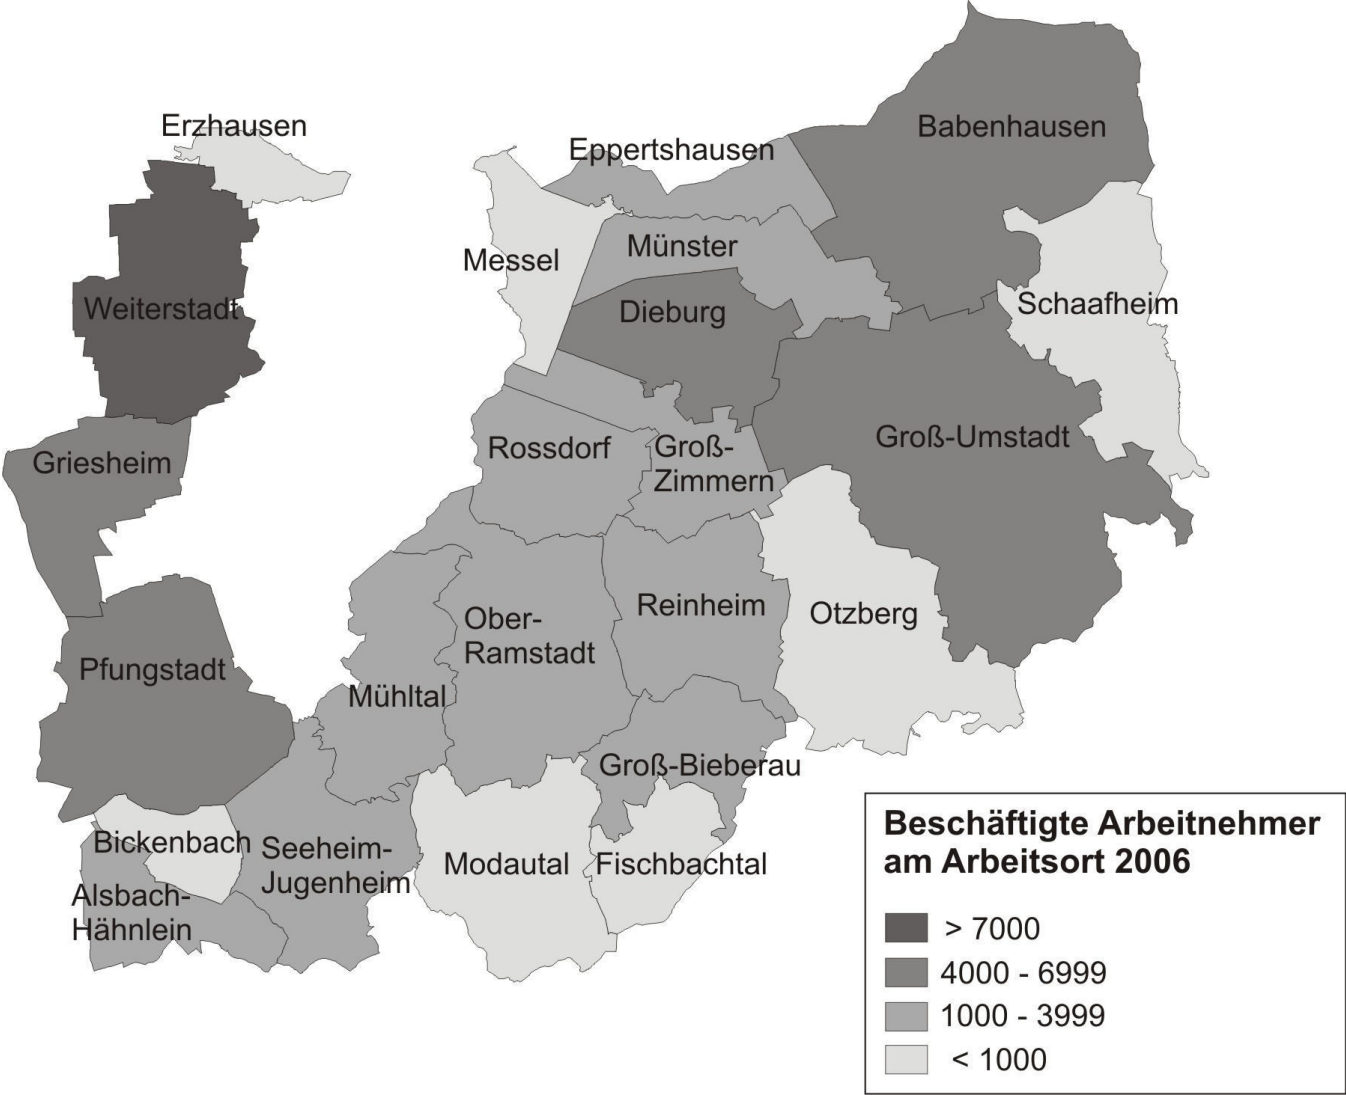 Erzhausen
Babenhausen
Eppertshausen
Münster
Messel
Schaafheim
Weiterstadt
Dieburg
Groß-Umstadt
Rossdorf
Groß-
Zimmern
Griesheim
Reinheim
Otzberg
Ober-
Ramstadt
Pfungstadt
Mühltal
Groß-Bieberau
Bickenbach
Seeheim-
Jugenheim
Modautal
Fischbachtal
Alsbach-
Hähnlein
Beschäftigte Arbeitnehmer
am Arbeitsort 2006
> 7000
4000 - 6999
1000 - 3999
< 1000